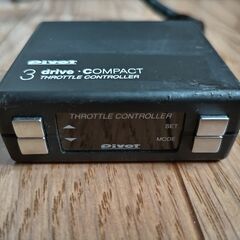 Pivot
3 drive・COMPACT
THROTTLE CONTROLLER
THROTTLE CONTROLLER
SET
MODE
Pivot